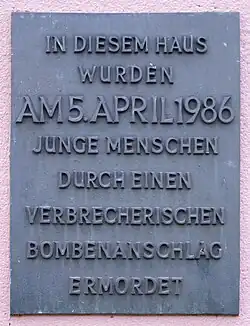 IN DIESEM HAUS
WURDEN
AM 5. APRIL 1986
JUNGE MENSCHEN
DURCH EINEN
VERBRECHERISCHEN
BOMBENANSCHLAG
ERMORDET